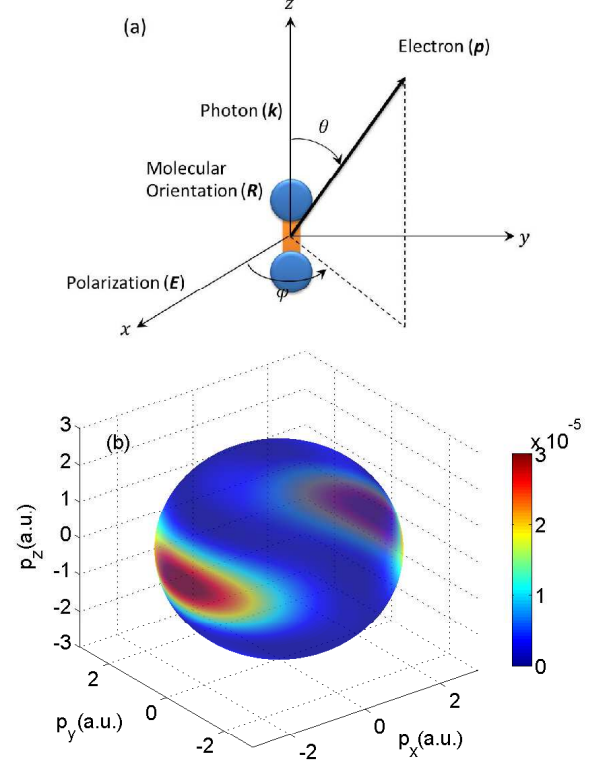 z
(a)
Electron (p)
Photon (k)
θ
Molecular
Orientation (R)
y
Polarization (E)
φ
x
(b)
x 10^-5
3
2
1
0
-1
-2
-3
p_z(a.u.)
3
2
1
0
2
0
-2
p_y(a.u.)
-2
0
2
p_x(a.u.)